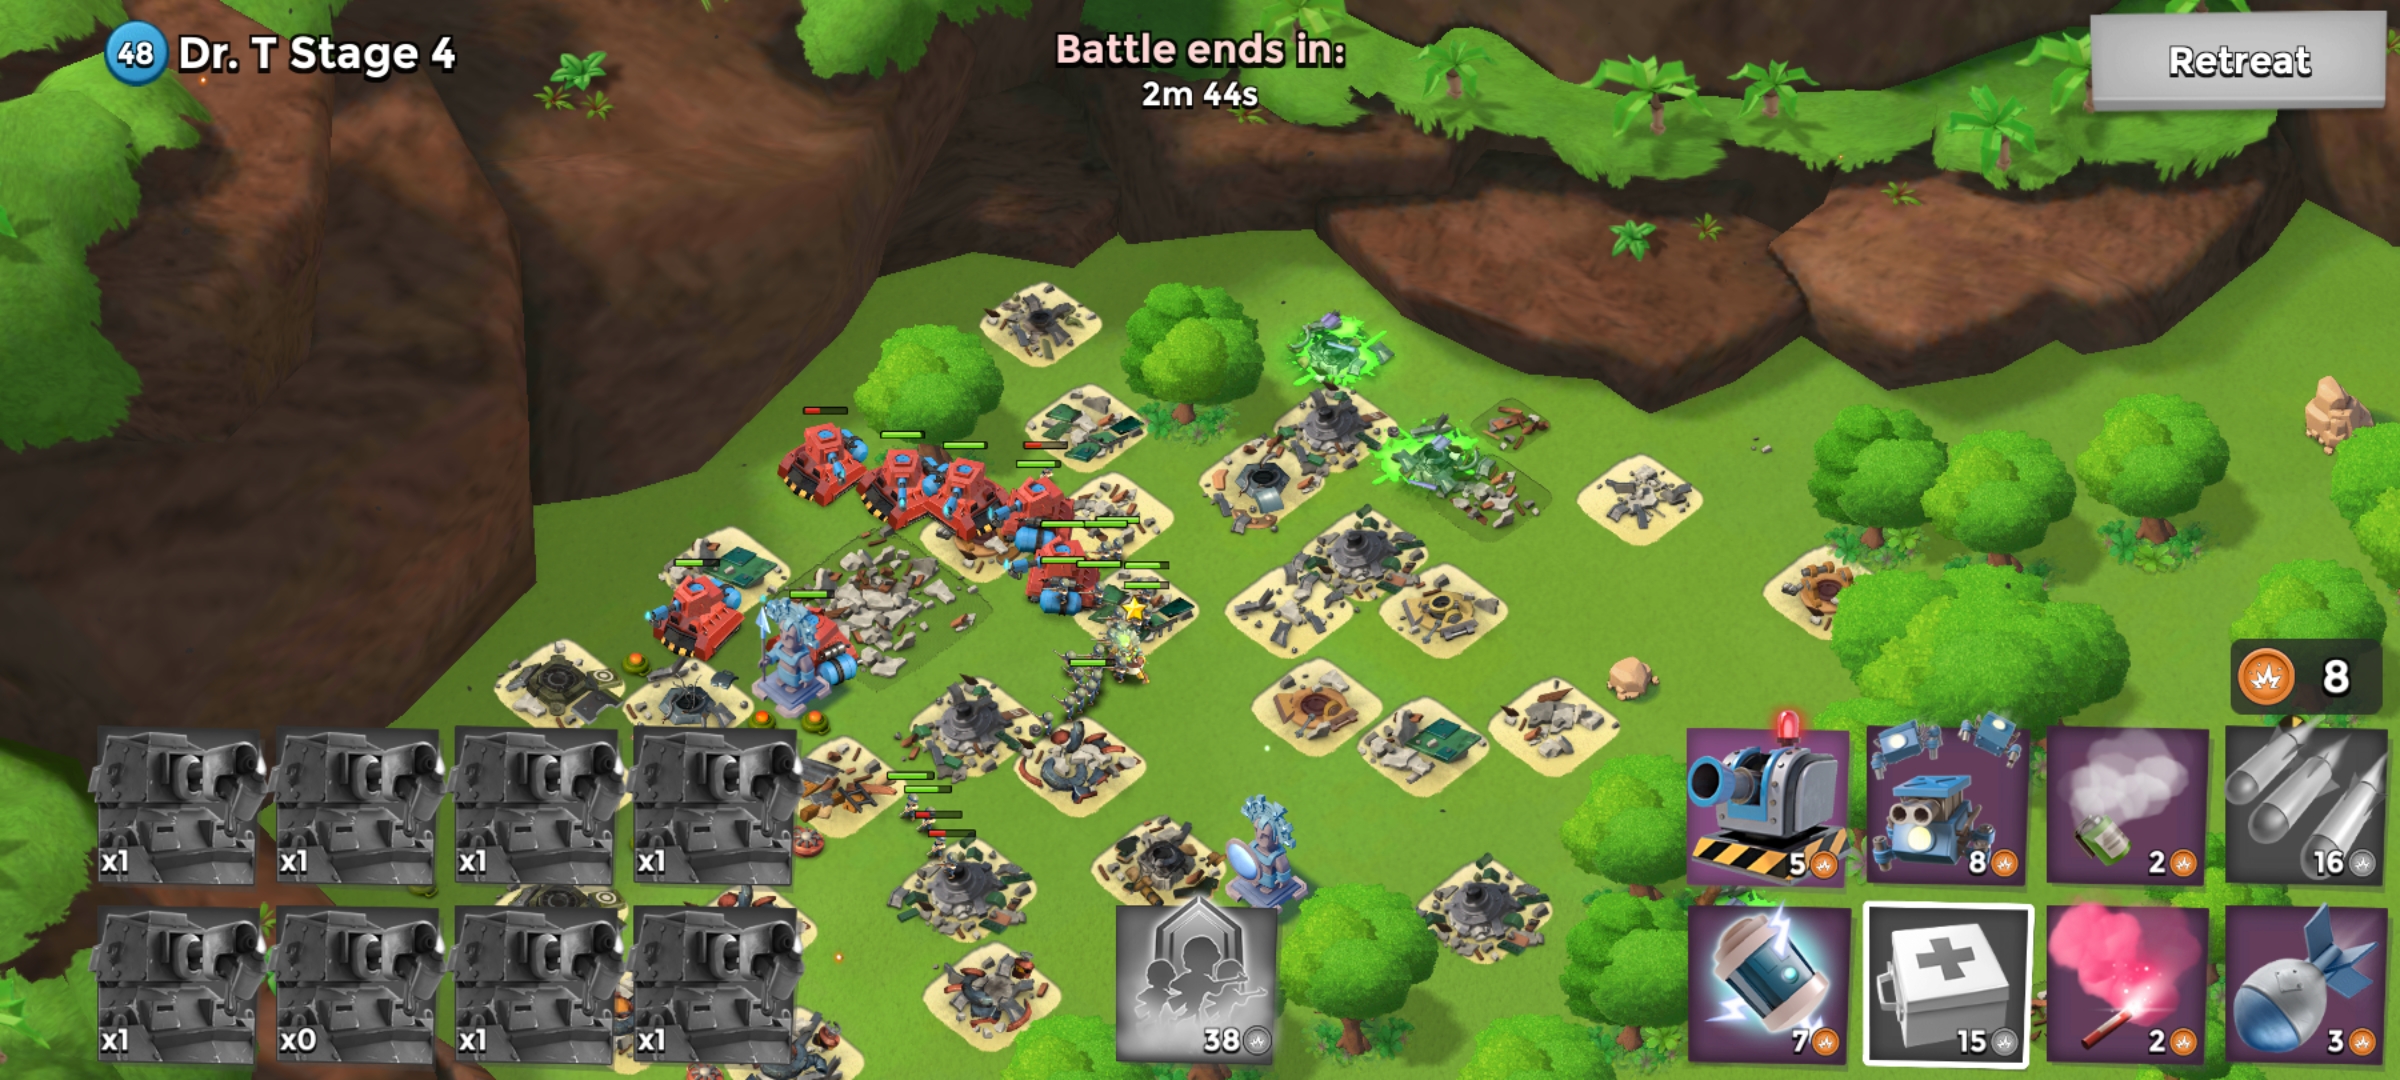 48 Dr. T Stage 4
Battle ends in:
2m 44s
Retreat
8
x1
x1
x1
x1
5
8
2
16
x1
x0
x1
x1
38
7
15
2
3